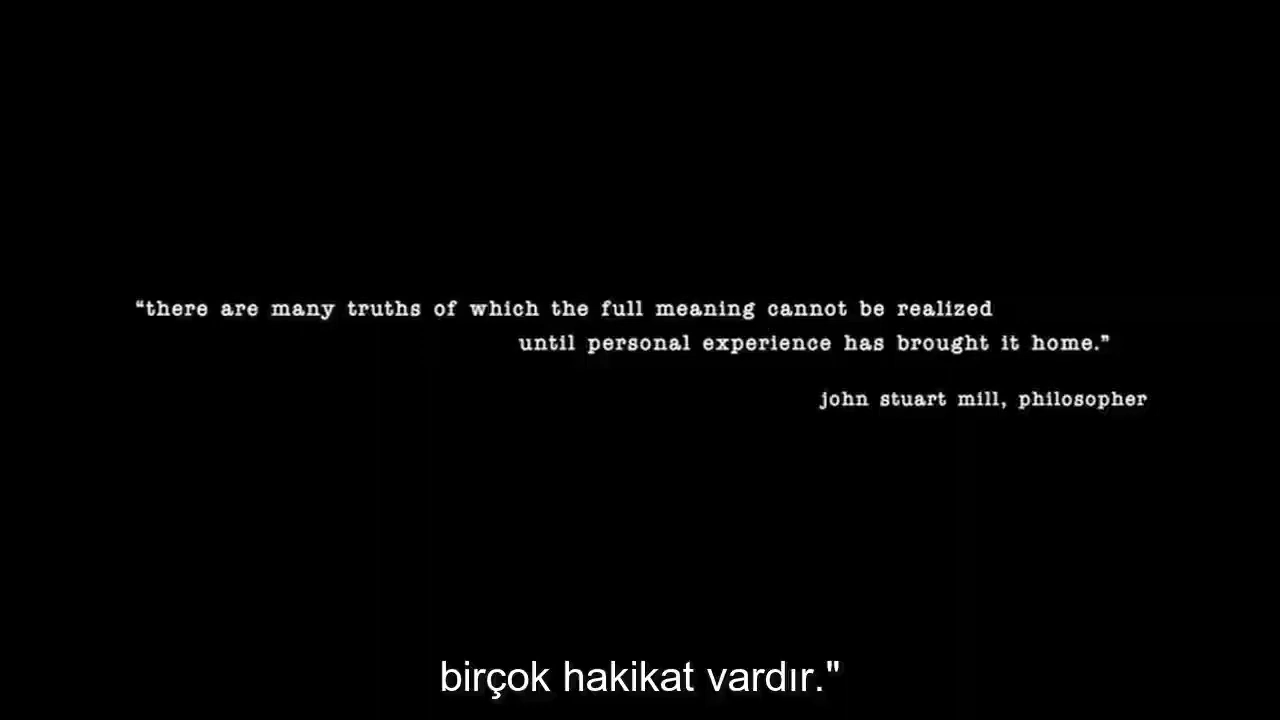 “there are many truths of which the full meaning cannot be realized
until personal experience has brought it home.”
john stuart mill, philosopher
birçok hakikat vardır."